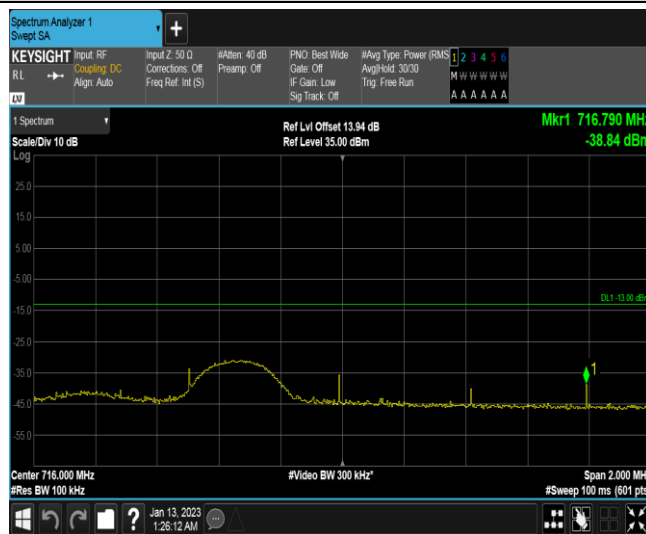 Spectrum Analyzer 1
Swept SA
+
KEYSIGHT
RL
LXI
Input: RF
Coupling: DC
Align: Auto
Input Z: 50 Ω
Corrections: Off
Freq Ref: Int (S)
#Atten: 40 dB
Preamp: Off
PNO: Best Wide
Gate: Off
IF Gain: Low
Sig Track: Off
#Avg Type: Power (RMS
Avg|Hold: 30/30
Trig: Free Run
1 2 3 4 5 6
M W W W W W
A A A A A A
1 Spectrum
Scale/Div 10 dB
Log
Ref Lvl Offset 13.94 dB
Ref Level 35.00 dBm
Mkr1 716.790 MHz
-38.84 dBm
25.0
15.0
5.00
-5.00
DL1 -13.00 dBm
-15.0
-25.0
-35.0
1
-45.0
-55.0
Center 716.000 MHz
#Res BW 100 kHz
#Video BW 300 kHz*
Span 2.000 MHz
#Sweep 100 ms (601 pts
?
Jan 13, 2023
1:26:12 AM